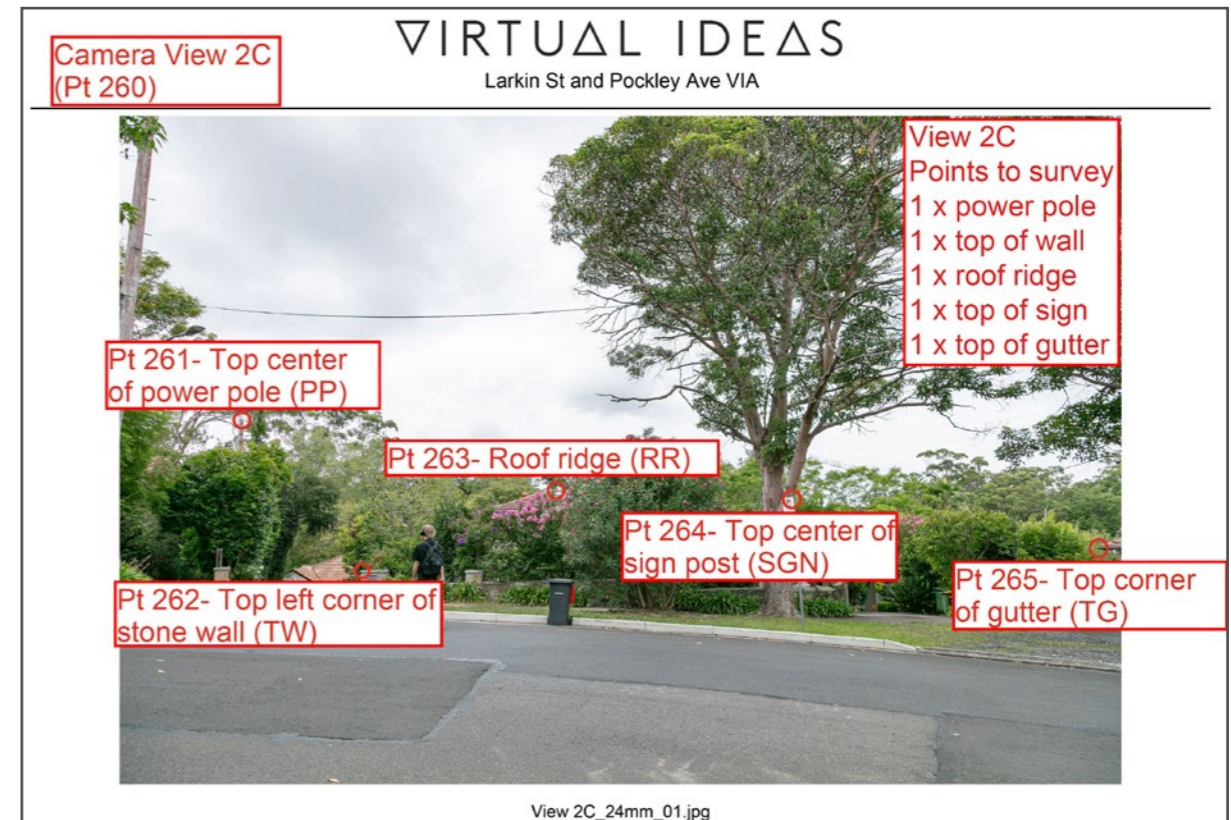 Camera View 2C
(Pt 260)
VIRTUAL IDEAS
Larkin St and Pockley Ave VIA
View 2C
Points to survey
1 x power pole
1 x top of wall
1 x roof ridge
1 x top of sign
1 x top of gutter
Pt 261- Top center
of power pole (PP)
Pt 263- Roof ridge (RR)
Pt 264- Top center of
sign post (SGN)
Pt 262- Top left corner of
stone wall (TW)
Pt 265- Top corner
of gutter (TG)
View 2C_24mm_01.jpg